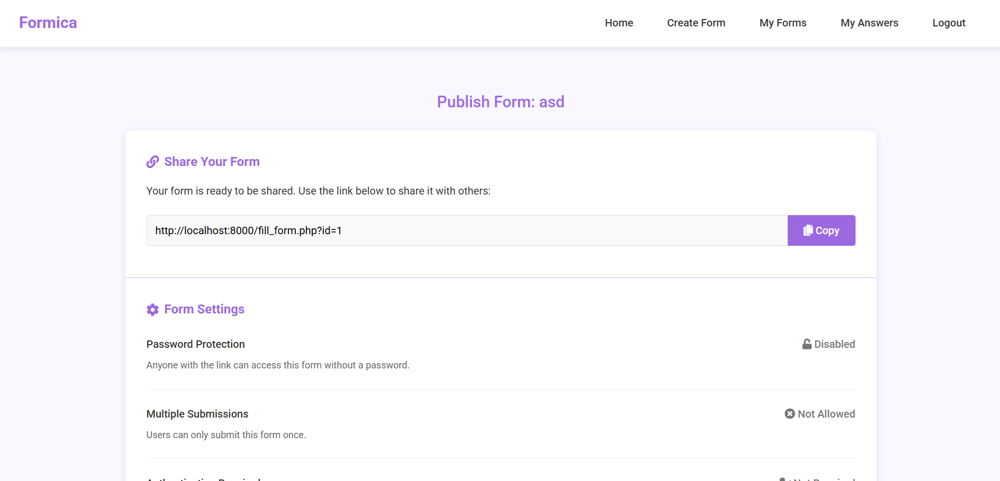 Formica
Home
Create Form
My Forms
My Answers
Logout
Publish Form: asd
Share Your Form
Your form is ready to be shared. Use the link below to share it with others:
http://localhost:8000/fill_form.php?id=1
Copy
Form Settings
Password Protection
Disabled
Anyone with the link can access this form without a password.
Multiple Submissions
Not Allowed
Users can only submit this form once.